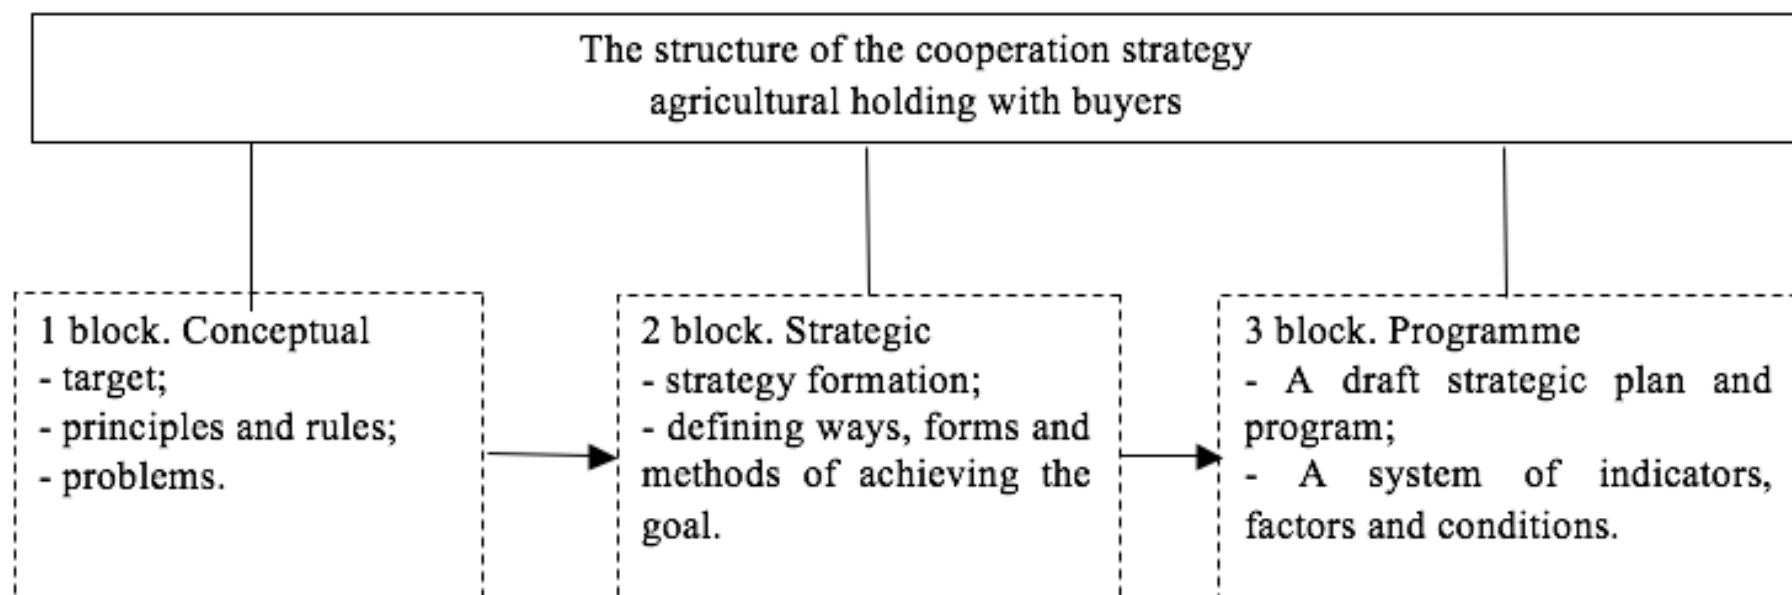 The structure of the cooperation strategy
agricultural holding with buyers
1 block. Conceptual
- target;
- principles and rules;
- problems.
2 block. Strategic
- strategy formation;
- defining ways, forms and
methods of achieving the
goal.
3 block. Programme
- A draft strategic plan and
program;
- A system of indicators,
factors and conditions.